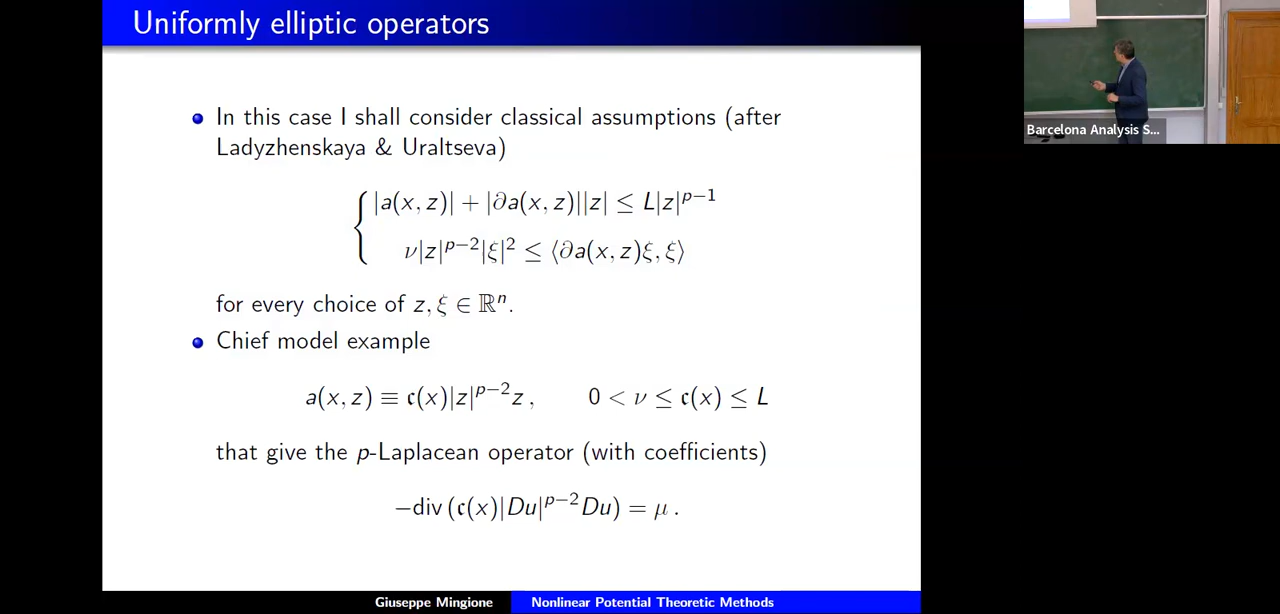 Uniformly elliptic operators
In this case I shall consider classical assumptions (after
Ladyzhenskaya & Uraltseva)
|a(x, z)| + |∂a(x, z)||z| ≤ L|z|^{p−1}
ν|z|^{p−2}|ξ|² ≤ ⟨∂a(x, z)ξ, ξ⟩
for every choice of z, ξ ∈ ℝⁿ.
Chief model example
a(x, z) ≡ 𝔠(x)|z|^{p−2}z ,    0 < ν ≤ 𝔠(x) ≤ L
that give the p-Laplacean operator (with coefficients)
−div (𝔠(x)|Du|^{p−2}Du) = μ .
Giuseppe Mingione    Nonlinear Potential Theoretic Methods
Barcelona Analysis S...